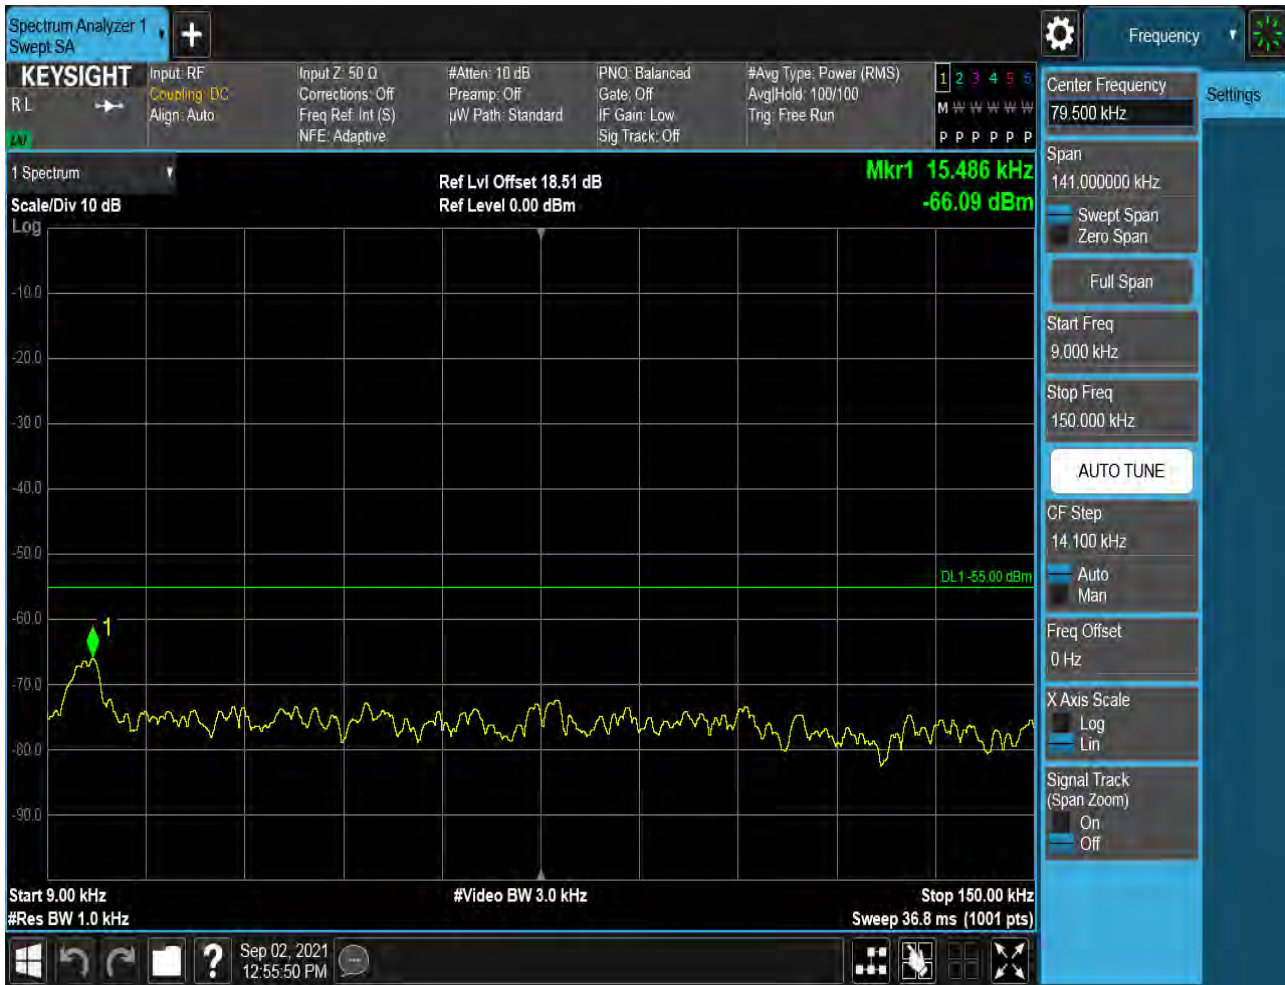 Spectrum Analyzer 1
Swept SA
Frequency
KEYSIGHT
R L
LXI
Input: RF
Coupling: DC
Align: Auto
Input Z: 50 Ω
Corrections: Off
Freq Ref: Int (S)
NFE: Adaptive
#Atten: 10 dB
Preamp: Off
µW Path: Standard
PNO: Balanced
Gate: Off
IF Gain: Low
Sig Track: Off
#Avg Type: Power (RMS)
Avg|Hold: 100/100
Trig: Free Run
1 2 3 4 5 6
M W W W W W
P P P P P P
1 Spectrum
Scale/Div 10 dB
Ref Lvl Offset 18.51 dB
Ref Level 0.00 dBm
Mkr1 15.486 kHz
-66.09 dBm
Log
-10.0
-20.0
-30.0
-40.0
-50.0
DL1 -55.00 dBm
-60.0
1
-70.0
-80.0
-90.0
Start 9.00 kHz
#Video BW 3.0 kHz
Stop 150.00 kHz
#Res BW 1.0 kHz
Sweep 36.8 ms (1001 pts)
Sep 02, 2021
12:55:50 PM
?
Center Frequency
79.500 kHz
Settings
Span
141.000000 kHz
Swept Span
Zero Span
Full Span
Start Freq
9.000 kHz
Stop Freq
150.000 kHz
AUTO TUNE
CF Step
14.100 kHz
Auto
Man
Freq Offset
0 Hz
X Axis Scale
Log
Lin
Signal Track
(Span Zoom)
On
Off